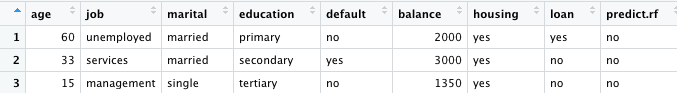 age job marital education default balance housing loan predict.rf
1 60 unemployed married primary no 2000 yes yes no
2 33 services married secondary yes 3000 yes no no
3 15 management single tertiary no 1350 yes no no